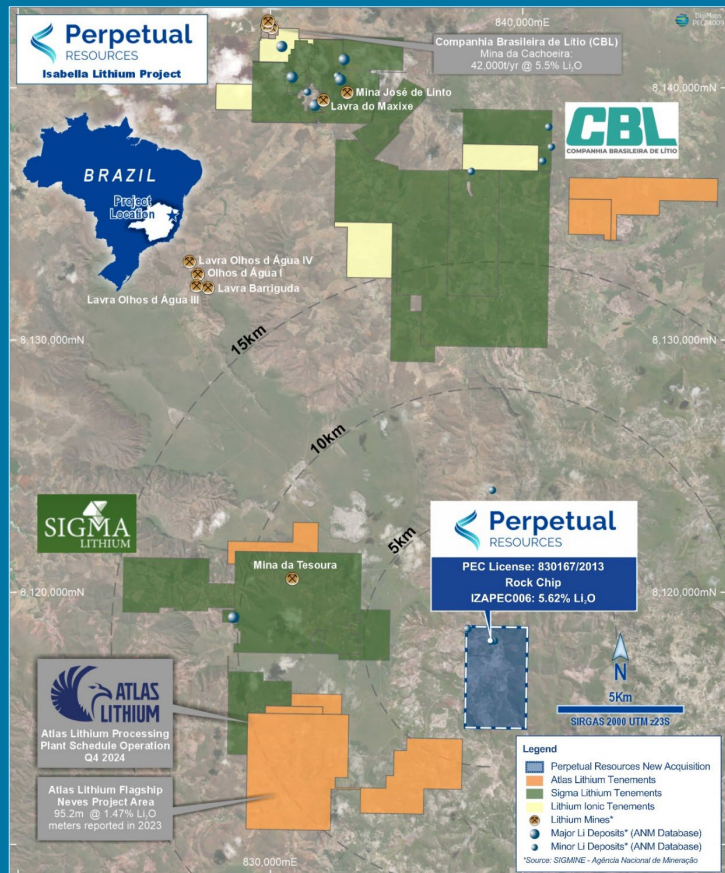 Perpetual
RESOURCES
Isabella Lithium Project
840,000mE
Companhia Brasileira de Lítio (CBL)
Mina da Cachoeira:
42,000t/yr @ 5.5% Li₂O
8,140,000mN
Mina José de Linto
Lavra do Maxixe
CBL
COMPANHIA BRASILEIRA DE LÍTIO
BRAZIL
Project
Location
Lavra Olhos d Água IV
Olhos d Água I
Lavra Barriguda
Lavra Olhos d Água III
8,130,000mN
8,130,000mN
15km
10km
5km
SIGMA
LITHIUM
Mina da Tesoura
Perpetual
RESOURCES
PEC License: 830167/2013
Rock Chip
IZAPEC006: 5.62% Li₂O
8,120,000mN
8,120,000mN
N
5Km
SIRGAS 2000 UTM z23S
ATLAS
LITHIUM
Atlas Lithium Processing
Plant Schedule Operation
Q4 2024
Atlas Lithium Flagship
Neves Project Area
95.2m @ 1.47% Li₂O
meters reported in 2023
830,000mE
Legend
Perpetual Resources New Acquisition
Atlas Lithium Tenements
Sigma Lithium Tenements
Lithium Ionic Tenements
Lithium Mines*
Major Li Deposits* (ANM Database)
Minor Li Deposits* (ANM Database)
*Source: SIGMINE - Agência Nacional de Mineração